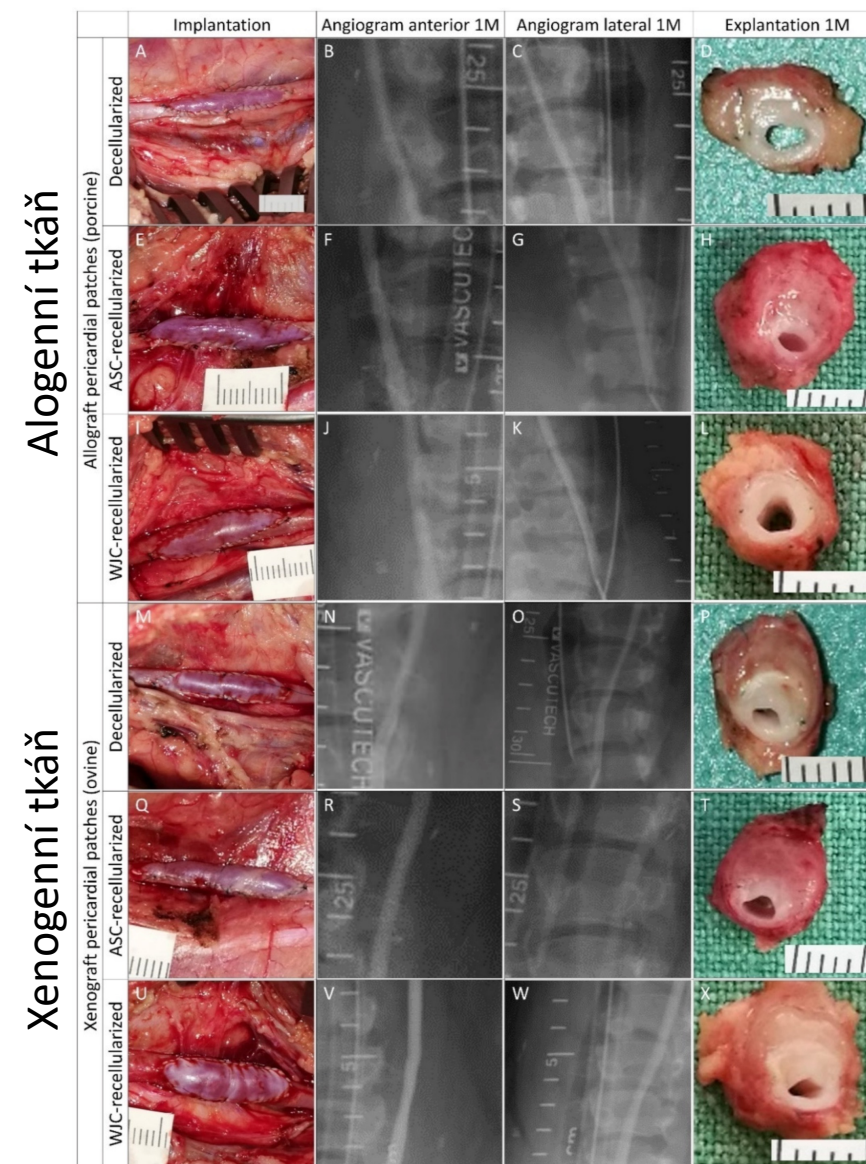 Implantation
Angiogram anterior 1M
Angiogram lateral 1M
Explantation 1M
Alogenní tkáň
Allograft pericardial patches (porcine)
Decellularized
A
B
25
C
25
D
ASC-recellularized
E
F
VASCUTEC
G
H
WJC-recellularized
I
J
5
K
L
Xenogenní tkáň
Xenograft pericardial patches (ovine)
Decellularized
M
N
VASCUTECH
O
25
VASCUTECH
30
P
ASC-recellularized
Q
R
25
S
25
T
WJC-recellularized
U
V
5
W
5
cm
X